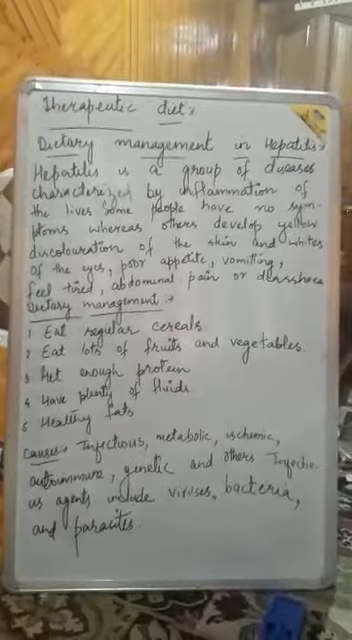 Therapeutic diet:
Dietary management in Hepatitis:
Hepatitis is a group of diseases
characterized by inflammation of
the lives Some people have no sym-
ptoms whereas others develop yellow
discolouration of the skin and whites
of the eyes, poor appetite, vomitting,
feel tired, abdominal pain or diarrhoea
Dietary management :
1 Eat regular cereals.
2 Eat lots of fruits and vegetables.
3 Met enough protein
4 Have plenty of fluids.
5 Healthy fats
Causes: Infectious, metabolic, ischemic,
autoimmune, genetic and others Infectio-
us agents include viruses, bacteria,
and parasites.